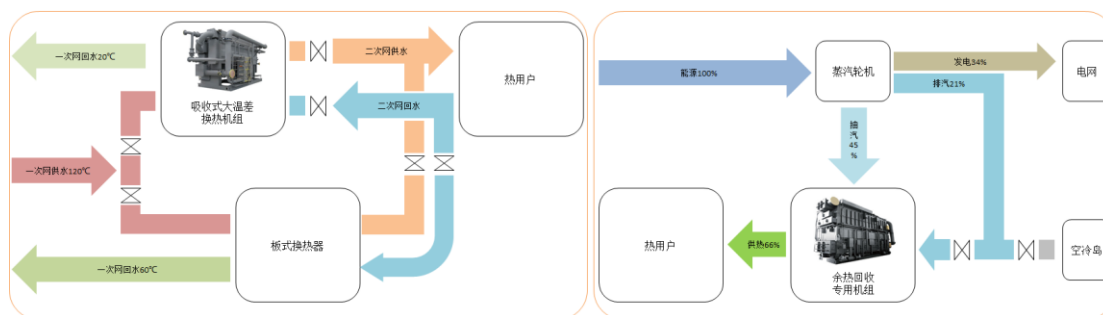 一次网回水20℃
吸收式大温差
换热机组
二次网供水
二次网回水
热用户
一次网供水120℃
板式换热器
一次网回水60℃
能源100%
蒸汽轮机
发电34%
排汽21%
电网
抽
汽
45
%
热用户
供热66%
余热回收
专用机组
空冷岛